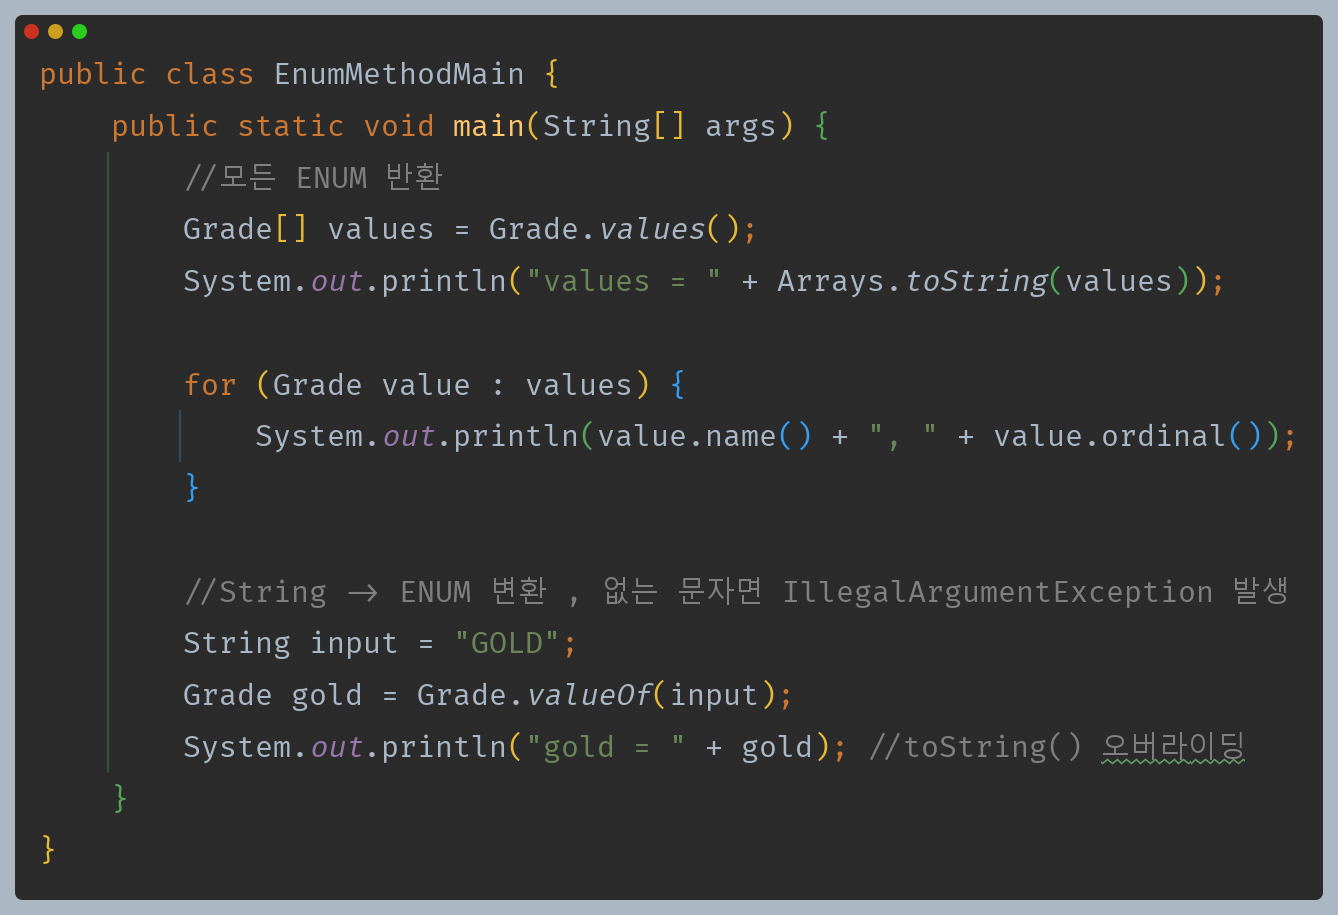 public class EnumMethodMain {
    public static void main(String[] args) {
        //모든 ENUM 반환
        Grade[] values = Grade.values();
        System.out.println("values = " + Arrays.toString(values));
        for (Grade value : values) {
            System.out.println(value.name() + ", " + value.ordinal());
        }
        //String -> ENUM 변환 , 없는 문자면 IllegalArgumentException 발생
        String input = "GOLD";
        Grade gold = Grade.valueOf(input);
        System.out.println("gold = " + gold); //toString() 오버라이딩
    }
}